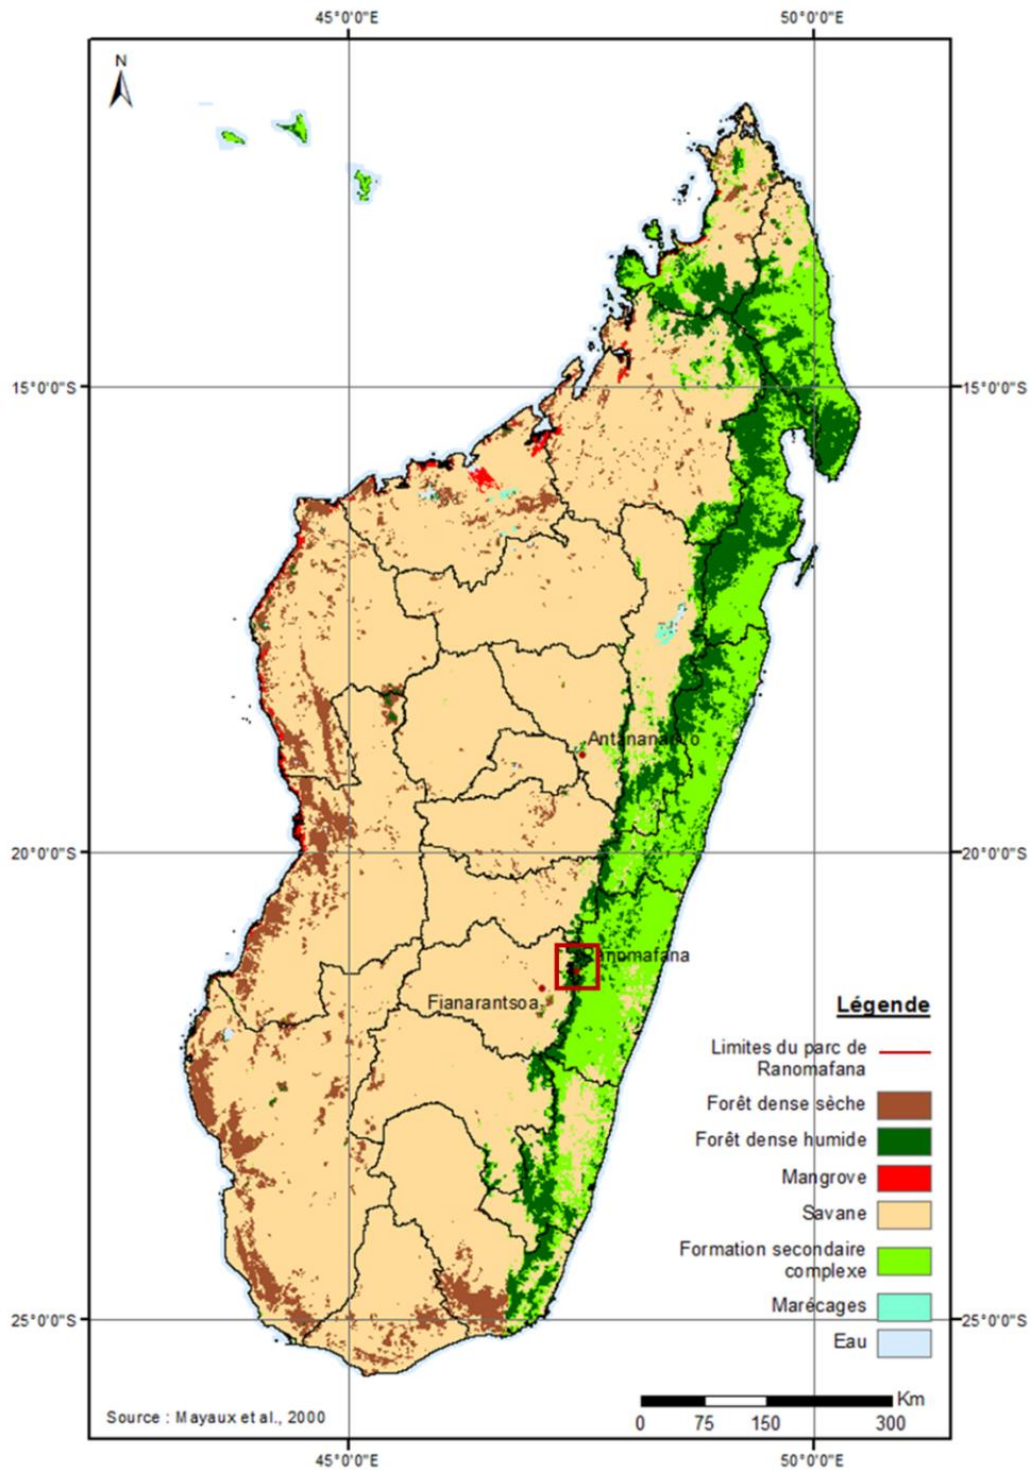 45°0'0"E
50°0'0"E
N
15°0'0"S
15°0'0"S
Antananarivo
20°0'0"S
20°0'0"S
Ranomafana
Fianarantsoa
Légende
Limites du parc de
Ranomafana
Forêt dense sèche
Forêt dense humide
Mangrove
Savane
Formation secondaire
complexe
Marécages
25°0'0"S
25°0'0"S
Eau
Km
Source : Mayaux et al., 2000
0
75
150
300
45°0'0"E
50°0'0"E